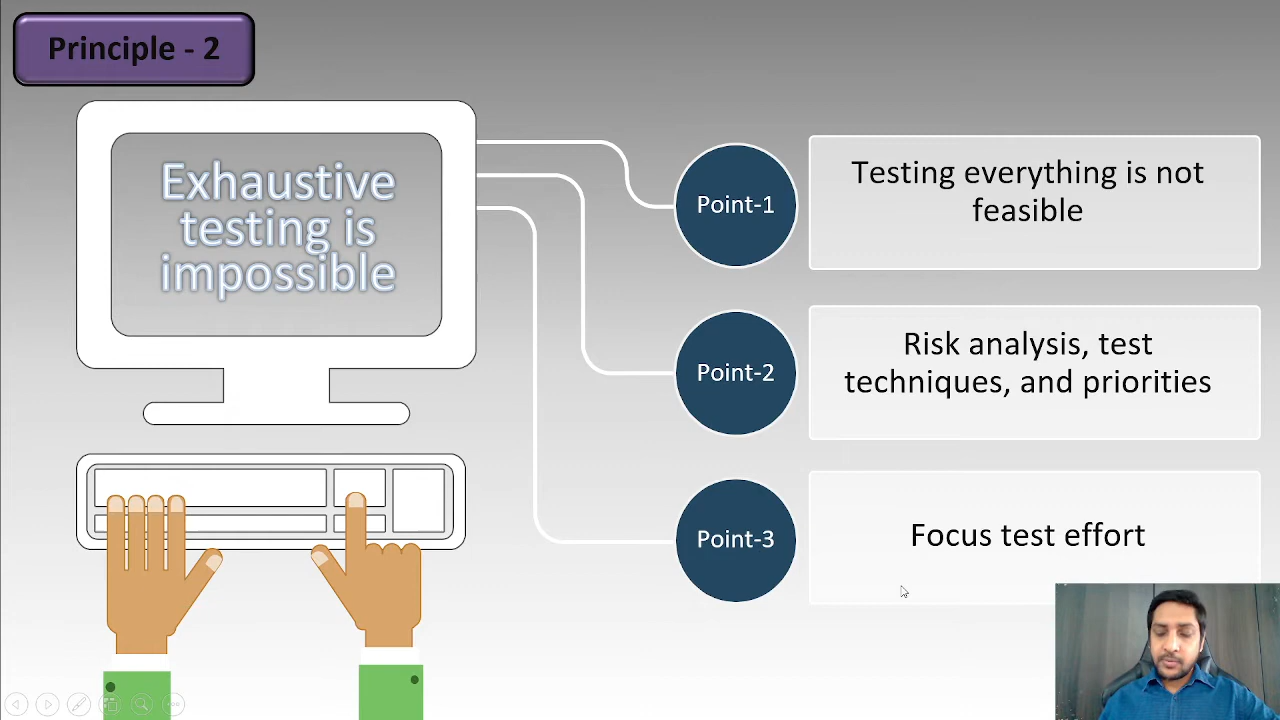 Principle - 2
Exhaustive
testing is
impossible
Point-1
Testing everything is not
feasible
Point-2
Risk analysis, test
techniques, and priorities
Point-3
Focus test effort